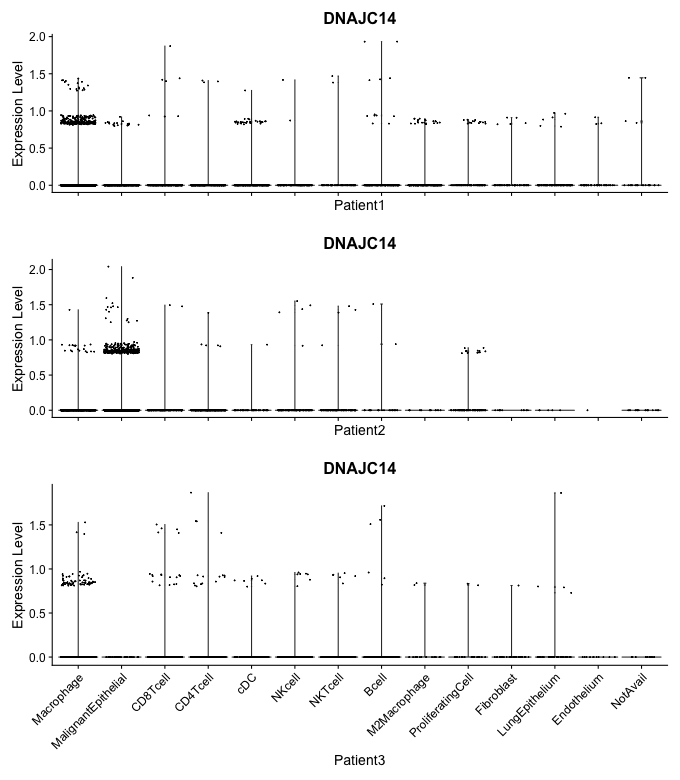 DNAJC14
Expression Level
2.0
1.5
1.0
0.5
0.0
Patient1
DNAJC14
Expression Level
2.0
1.5
1.0
0.5
0.0
Patient2
DNAJC14
Expression Level
1.5
1.0
0.5
0.0
Macrophage
MalignantEpithelial
CD8Tcell
CD4Tcell
cDC
NKcell
NKTcell
Bcell
M2Macrophage
ProliferatingCell
Fibroblast
LungEpithelium
Endothelium
NotAvail
Patient3